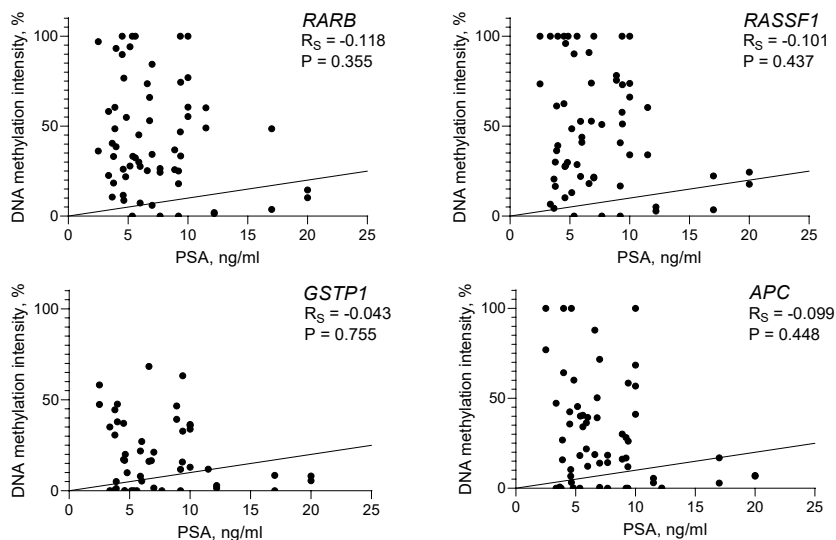 RARB
R_S = -0.118
P = 0.355
DNA methylation intensity, %
100
50
0
0 5 10 15 20 25
PSA, ng/ml
RASSF1
R_S = -0.101
P = 0.437
DNA methylation intensity, %
100
50
0
0 5 10 15 20 25
PSA, ng/ml
GSTP1
R_S = -0.043
P = 0.755
DNA methylation intensity, %
100
50
0
0 5 10 15 20 25
PSA, ng/ml
APC
R_S = -0.099
P = 0.448
DNA methylation intensity, %
100
50
0
0 5 10 15 20 25
PSA, ng/ml